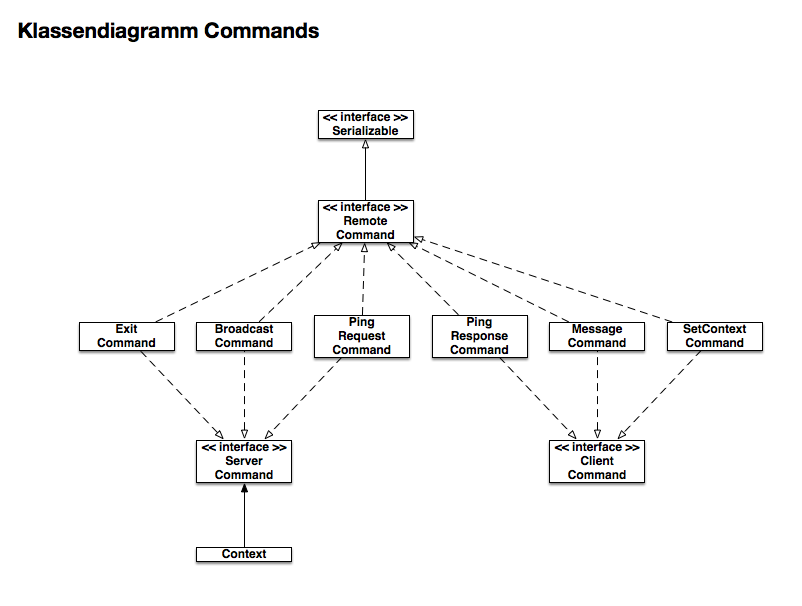 Klassendiagramm Commands
<< interface >>
Serializable
<< interface >>
Remote
Command
Exit
Command
Broadcast
Command
Ping
Request
Command
Ping
Response
Command
Message
Command
SetContext
Command
<< interface >>
Server
Command
<< interface >>
Client
Command
Context